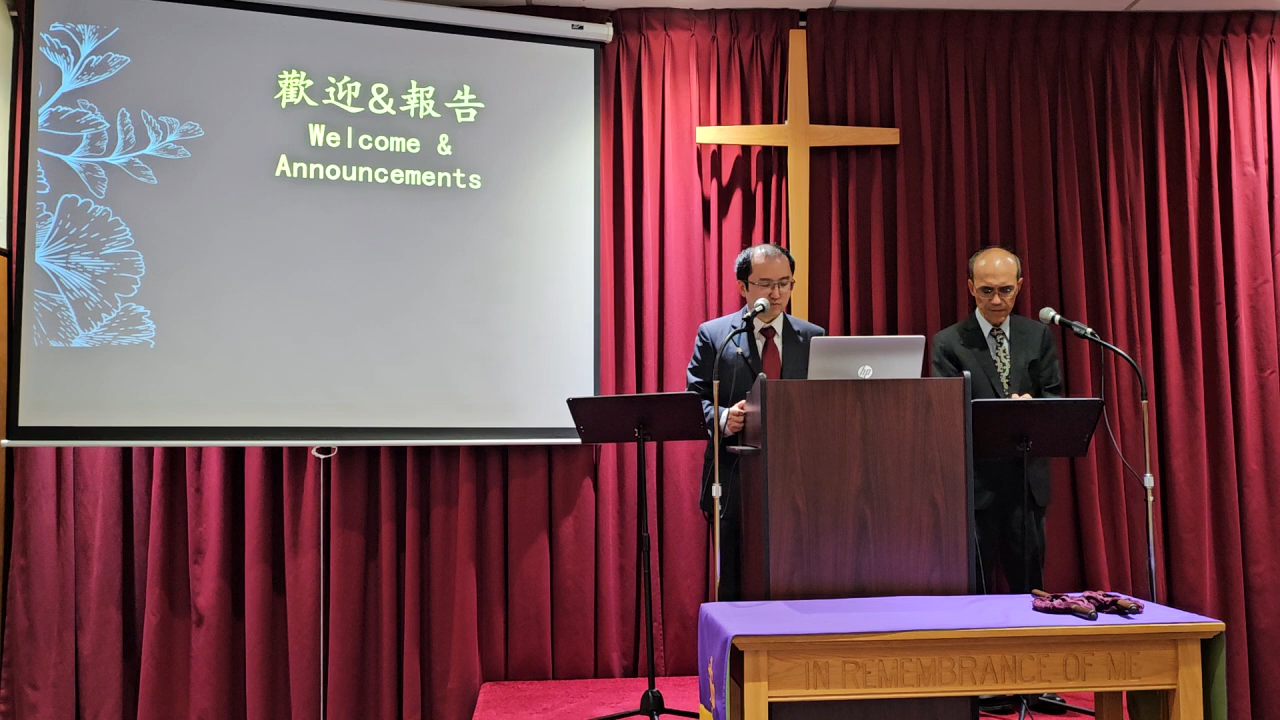 歡迎&報告
Welcome &
Announcements
hp
IN REMEMBRANCE OF ME